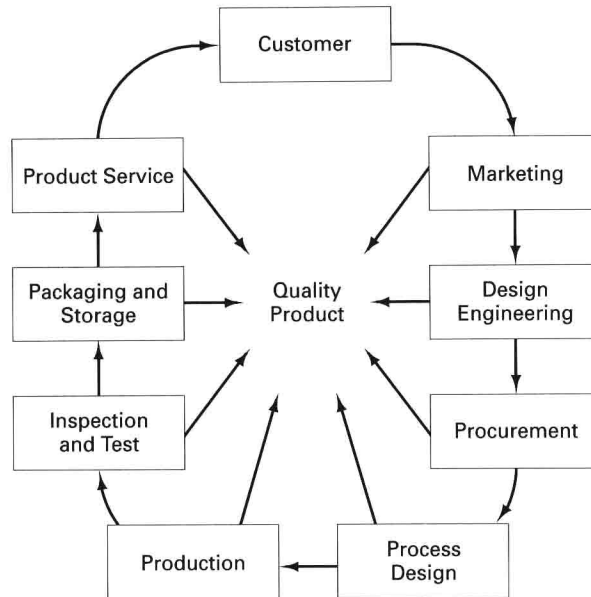 Customer
Marketing
Design
Engineering
Procurement
Process
Design
Production
Inspection
and Test
Packaging and
Storage
Product Service
Quality
Product